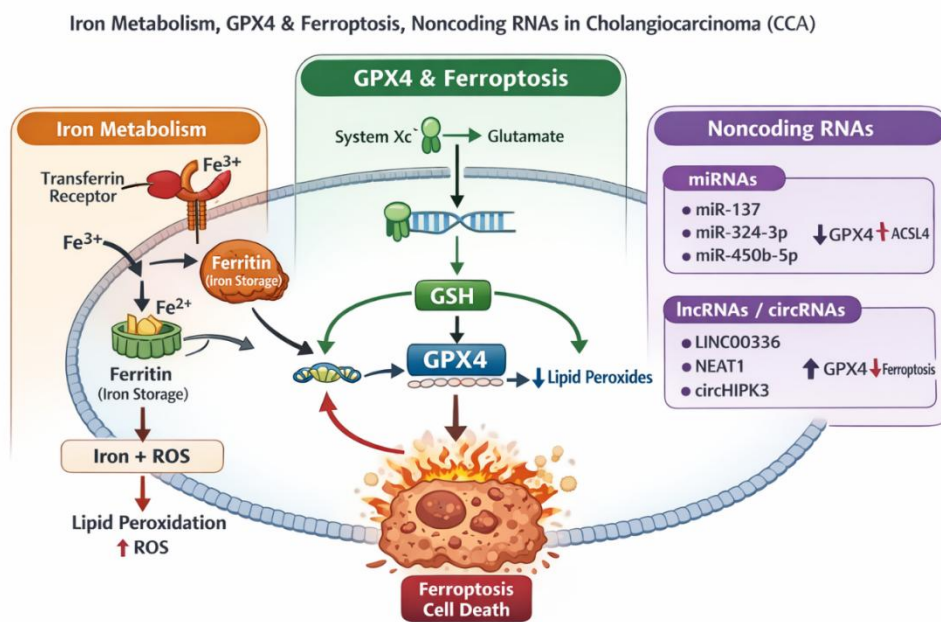 Iron Metabolism, GPX4 & Ferroptosis, Noncoding RNAs in Cholangiocarcinoma (CCA)
Iron Metabolism
Fe³⁺
Transferrin
Receptor
Fe³⁺
Ferritin
(iron Storage)
Fe²⁺
Ferritin
(Iron Storage)
Iron + ROS
Lipid Peroxidation
↑ ROS
GPX4 & Ferroptosis
System Xc⁻ → Glutamate
GSH
GPX4
↓ Lipid Peroxides
Ferroptosis
Cell Death
Noncoding RNAs
miRNAs
• miR-137
• miR-324-3p
• miR-450b-5p
↓ GPX4 ↑ ACSL4
lncRNAs / circRNAs
• LINC00336
• NEAT1
• circHIPK3
↑ GPX4 ↓ Ferroptosis